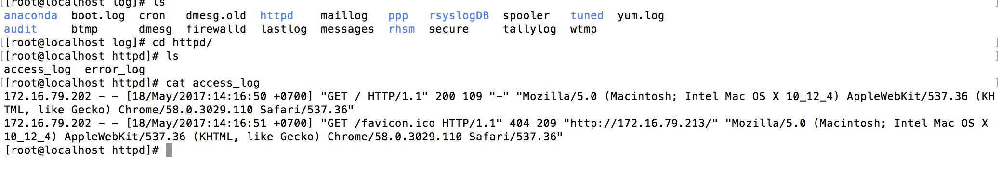 [[root@localhost log]# ls
anaconda  boot.log  cron   dmesg.old  httpd    maillog   ppp   rsyslogDB  spooler   tuned  yum.log
audit     btmp      dmesg  firewalld  lastlog  messages  rhsm  secure     tallylog  wtmp
[[root@localhost log]# cd httpd/ ]
[[root@localhost httpd]# ls ]
access_log  error_log
[[root@localhost httpd]# cat access_log ]
172.16.79.202 - - [18/May/2017:14:16:50 +0700] "GET / HTTP/1.1" 200 109 "-" "Mozilla/5.0 (Macintosh; Intel Mac OS X 10_12_4) AppleWebKit/537.36 (KH
TML, like Gecko) Chrome/58.0.3029.110 Safari/537.36"
172.16.79.202 - - [18/May/2017:14:16:51 +0700] "GET /favicon.ico HTTP/1.1" 404 209 "http://172.16.79.213/" "Mozilla/5.0 (Macintosh; Intel Mac OS X
10_12_4) AppleWebKit/537.36 (KHTML, like Gecko) Chrome/58.0.3029.110 Safari/537.36"
[root@localhost httpd]#